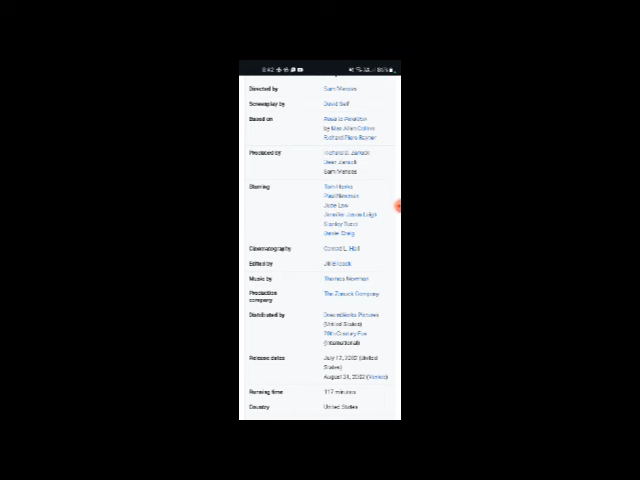 Directed by
Sam Mendes
Screenplay by
David Self
Based on
Road to Perdition
by Max Allan Collins
Richard Piers Rayner
Produced by
Richard D. Zanuck
Dean Zanuck
Sam Mendes
Starring
Tom Hanks
Paul Newman
Jude Law
Jennifer Jason Leigh
Stanley Tucci
Daniel Craig
Cinematography
Conrad L. Hall
Edited by
Jill Bilcock
Music by
Thomas Newman
Production
company
The Zanuck Company
Distributed by
DreamWorks Pictures
(United States)
20th Century Fox
(International)
Release dates
July 12, 2002 (United
States)
August 2002 (Venice)
Running time
117 minutes
Country
United States